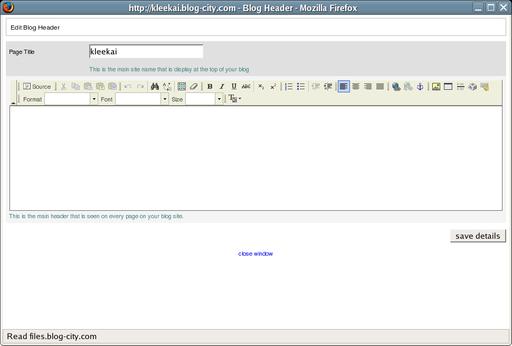 http://kleekai.blog-city.com - Blog Header - Mozilla Firefox
Edit Blog Header
Page Title
kleekai
This is the main site name that is display at the top of your blog
Source B I U ABC x₂ x²
Format Font Size
This is the main header that is seen on every page on your blog site.
save details
close window
Read files.blog-city.com